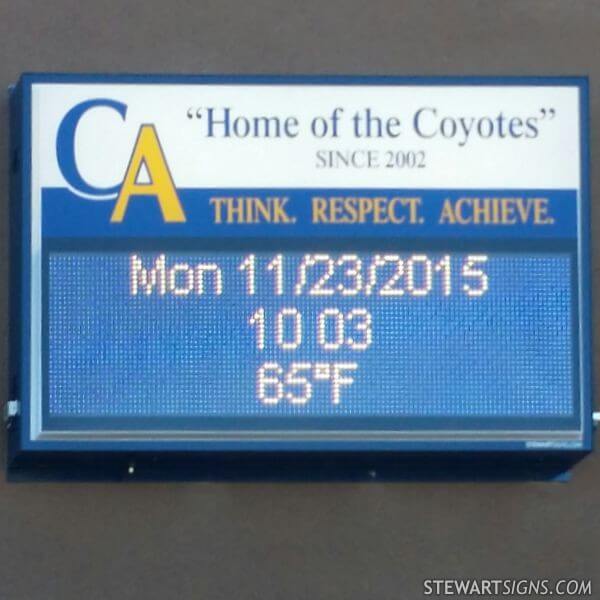 CA
“Home of the Coyotes”
SINCE 2002
THINK. RESPECT. ACHIEVE.
Mon 11/23/2015
10 03
65°F
STEWARTSIGNS.COM